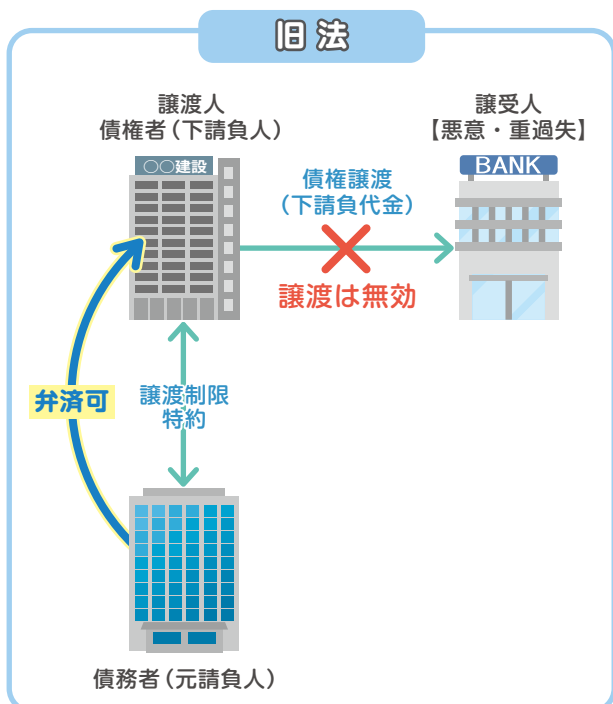 旧法
譲渡人
債権者(下請負人)
譲受人
【悪意・重過失】
〇〇建設
BANK
債権譲渡
(下請負代金)
譲渡は無効
弁済可
譲渡制限
特約
債務者(元請負人)